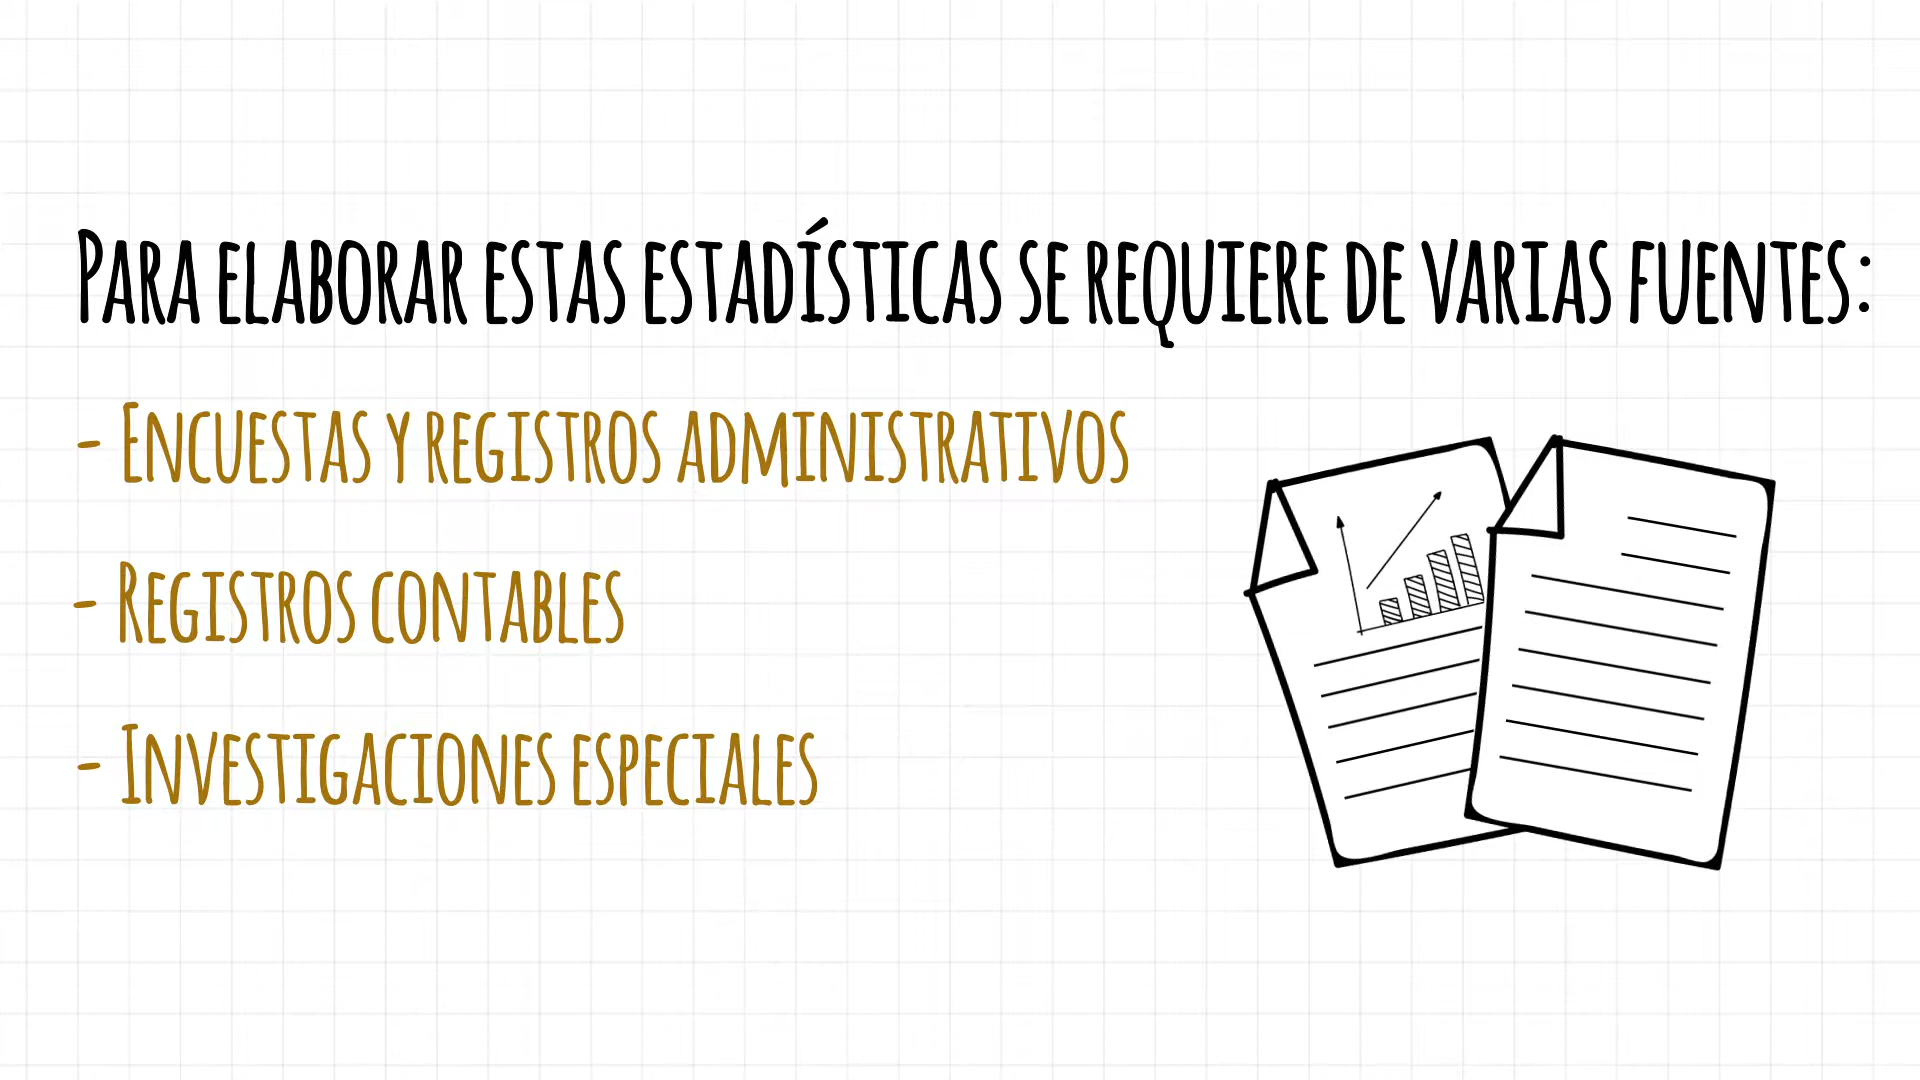 Para elaborar estas estadísticas se requiere de varias fuentes:
- Encuestas y registros administrativos
- Registros contables
- Investigaciones especiales